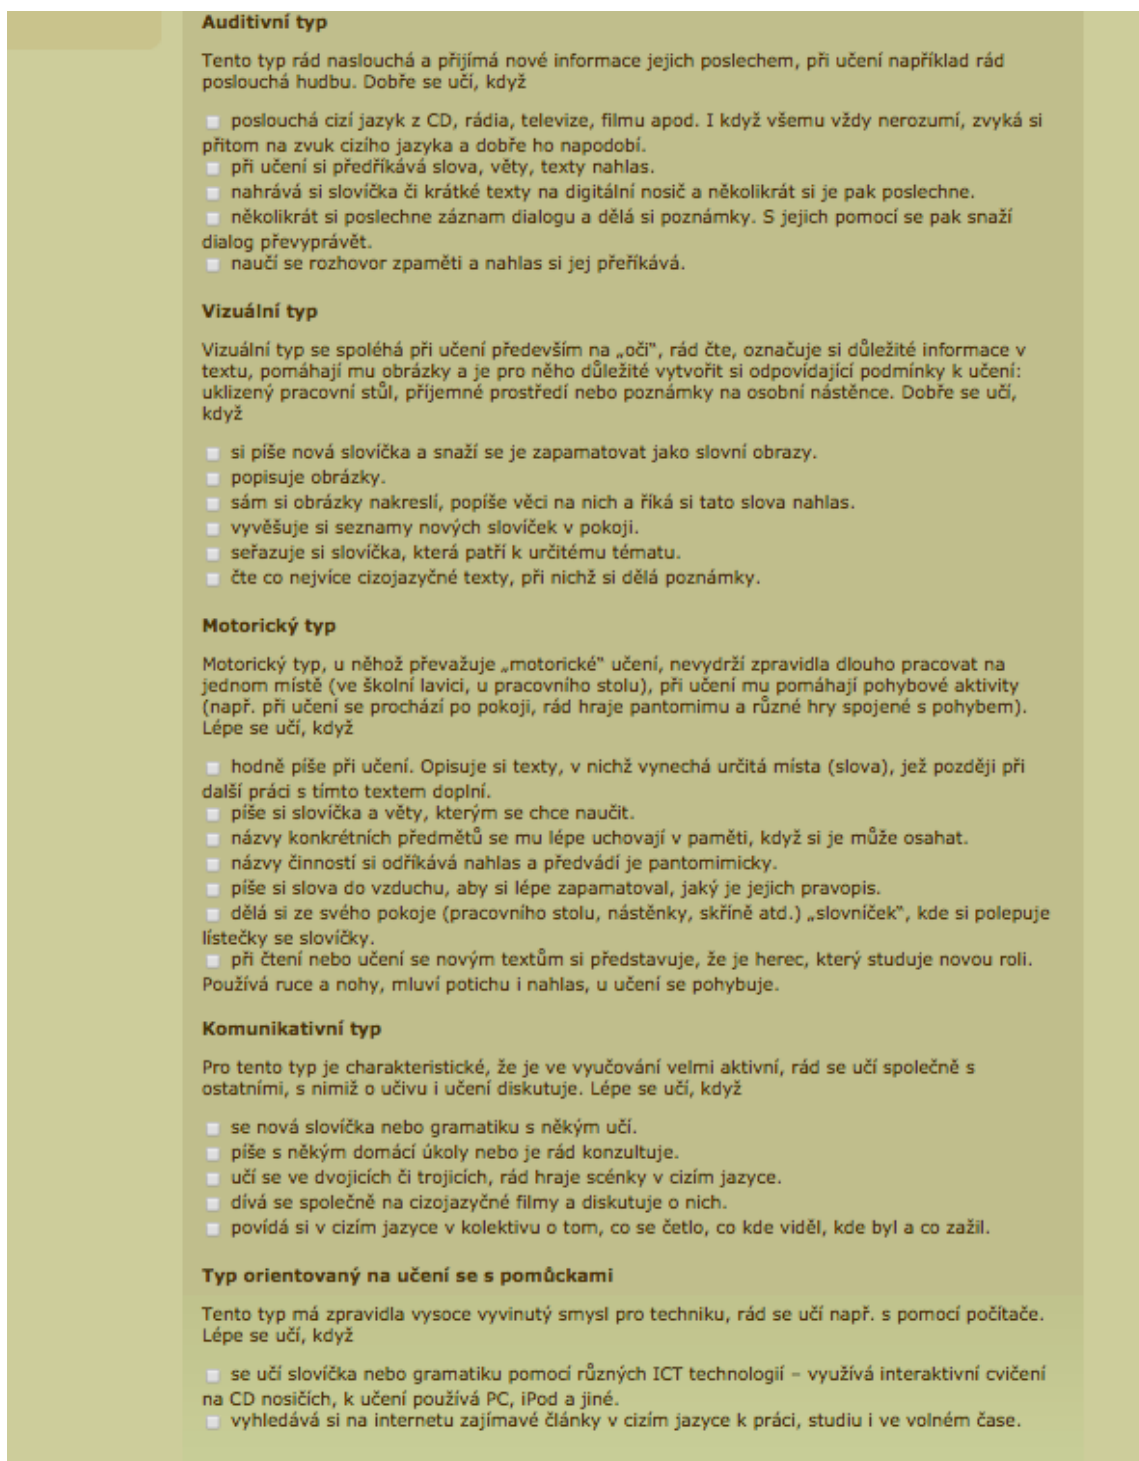 Auditivní typ
Tento typ rád naslouchá a přijímá nové informace jejich poslechem, při učení například rád
poslouchá hudbu. Dobře se učí, když
poslouchá cizí jazyk z CD, rádia, televize, filmu apod. I když všemu vždy nerozumí, zvyká si
přitom na zvuk cizího jazyka a dobře ho napodobí.
při učení si předříkává slova, věty, texty nahlas.
nahrává si slovíčka či krátké texty na digitální nosič a několikrát si je pak poslechne.
několikrát si poslechne záznam dialogu a dělá si poznámky. S jejich pomocí se pak snaží
dialog převyprávět.
naučí se rozhovor zpaměti a nahlas si jej přeříkává.
Vizuální typ
Vizuální typ se spoléhá při učení především na „oči“, rád čte, označuje si důležité informace v
textu, pomáhají mu obrázky a je pro něho důležité vytvořit si odpovídající podmínky k učení:
uklizený pracovní stůl, příjemné prostředí nebo poznámky na osobní nástěnce. Dobře se učí,
když
si píše nová slovíčka a snaží se je zapamatovat jako slovní obrazy.
popisuje obrázky.
sám si obrázky nakreslí, popíše věci na nich a říká si tato slova nahlas.
vyvěšuje si seznamy nových slovíček v pokoji.
seřazuje si slovíčka, která patří k určitému tématu.
čte co nejvíce cizojazyčné texty, při nichž si dělá poznámky.
Motorický typ
Motorický typ, u něhož převažuje „motorické“ učení, nevydrží zpravidla dlouho pracovat na
jednom místě (ve školní lavici, u pracovního stolu), při učení mu pomáhají pohybové aktivity
(např. při učení se prochází po pokoji, rád hraje pantomimu a různé hry spojené s pohybem).
Lépe se učí, když
hodně píše při učení. Opisuje si texty, v nichž vynechá určitá místa (slova), jež později při
další práci s tímto textem doplní.
píše si slovíčka a věty, kterým se chce naučit.
názvy konkrétních předmětů se mu lépe uchovají v paměti, když si je může osahat.
názvy činností si odříkává nahlas a předvádí je pantomimicky.
píše si slova do vzduchu, aby si lépe zapamatoval, jaký je jejich pravopis.
dělá si ze svého pokoje (pracovního stolu, nástěnky, skříně atd.) „slovníček“, kde si polepuje
lístečky se slovíčky.
při čtení nebo učení se novým textům si představuje, že je herec, který studuje novou roli.
Používá ruce a nohy, mluví potichu i nahlas, u učení se pohybuje.
Komunikativní typ
Pro tento typ je charakteristické, že je ve vyučování velmi aktivní, rád se učí společně s
ostatními, s nimiž o učivu i učení diskutuje. Lépe se učí, když
se nová slovíčka nebo gramatiku s někým učí.
píše s někým domácí úkoly nebo je rád konzultuje.
učí se ve dvojicích či trojicích, rád hraje scénky v cizím jazyce.
dívá se společně na cizojazyčné filmy a diskutuje o nich.
povídá si v cizím jazyce v kolektivu o tom, co se četlo, co kde viděl, kde byl a co zažil.
Typ orientovaný na učení se s pomůckami
Tento typ má zpravidla vysoce vyvinutý smysl pro techniku, rád se učí např. s pomocí počítače.
Lépe se učí, když
se učí slovíčka nebo gramatiku pomocí různých ICT technologií – využívá interaktivní cvičení
na CD nosičích, k učení používá PC, iPod a jiné.
vyhledává si na internetu zajímavé články v cizím jazyce k práci, studiu i ve volném čase.